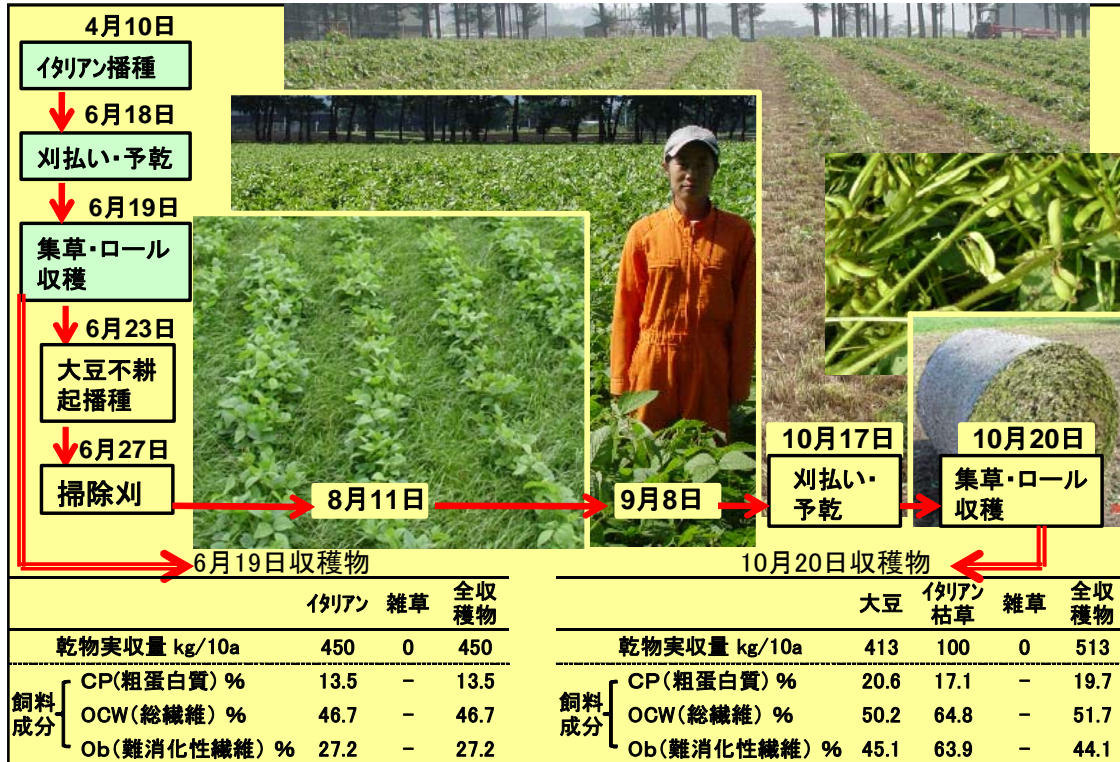 4月10日
イタリアン播種
6月18日
刈払い・予乾
6月19日
集草・ロール
収穫
6月23日
大豆不耕
起播種
6月27日
掃除刈
8月11日
9月8日
10月17日
刈払い・
予乾
10月20日
集草・ロール
収穫
6月19日収穫物
イタリアン 雑草 全収
穫物
乾物実収量 kg/10a 450 0 450
飼料
成分
CP(粗蛋白質) % 13.5 - 13.5
OCW(総繊維) % 46.7 - 46.7
Ob(難消化性繊維) % 27.2 - 27.2
10月20日収穫物
大豆 イタリアン
枯草 雑草 全収
穫物
乾物実収量 kg/10a 413 100 0 513
飼料
成分
CP(粗蛋白質) % 20.6 17.1 - 19.7
OCW(総繊維) % 50.2 64.8 - 51.7
Ob(難消化性繊維) % 45.1 63.9 - 44.1